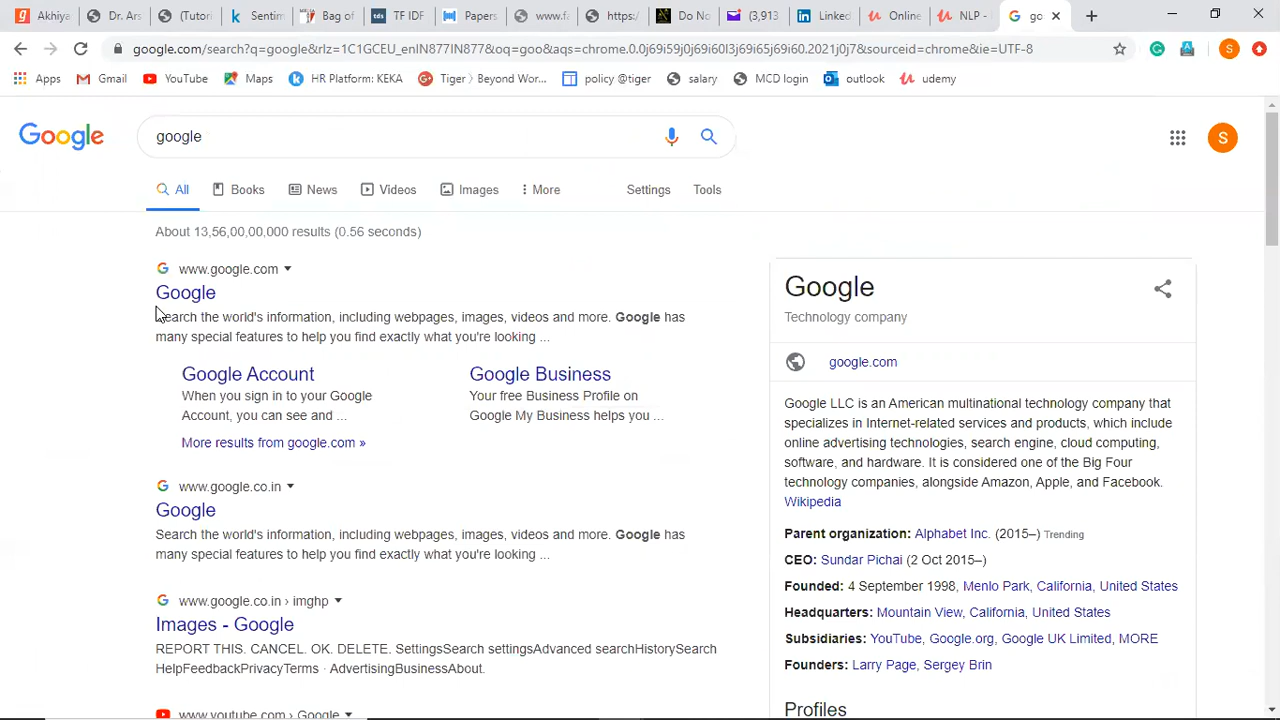 Akhiya
Dr. Ars
(Tutori
Sentim
Bag of
tds TF IDF
Papers
www.fa
https:/
Do No
(3,913
in LinkedI
Online
NLP -
go
google.com/search?q=google&rlz=1C1GCEU_enIN877IN877&oq=goo&aqs=chrome.0.0j69i59j0j69i60l3j69i65j69i60.2021j0j7&sourceid=chrome&ie=UTF-8
S
Apps
Gmail
YouTube
Maps
HR Platform: KEKA
Tiger 〉Beyond Wor...
policy @tiger
salary
MCD login
outlook
udemy
Google
google
S
All
Books
News
Videos
Images
More
Settings
Tools
About 13,56,00,00,000 results (0.56 seconds)
www.google.com
Google
Search the world's information, including webpages, images, videos and more. Google has
many special features to help you find exactly what you're looking ...
Google Account
When you sign in to your Google
Account, you can see and ...
Google Business
Your free Business Profile on
Google My Business helps you ...
More results from google.com »
www.google.co.in
Google
Search the world's information, including webpages, images, videos and more. Google has
many special features to help you find exactly what you're looking ...
www.google.co.in › imghp
Images - Google
REPORT THIS. CANCEL. OK. DELETE. SettingsSearch settingsAdvanced searchHistorySearch
HelpFeedbackPrivacyTerms · AdvertisingBusinessAbout.
www.youtube.com › Google
Google
Technology company
google.com
Google LLC is an American multinational technology company that
specializes in Internet-related services and products, which include
online advertising technologies, search engine, cloud computing,
software, and hardware. It is considered one of the Big Four
technology companies, alongside Amazon, Apple, and Facebook.
Wikipedia
Parent organization: Alphabet Inc. (2015–) Trending
CEO: Sundar Pichai (2 Oct 2015–)
Founded: 4 September 1998, Menlo Park, California, United States
Headquarters: Mountain View, California, United States
Subsidiaries: YouTube, Google.org, Google UK Limited, MORE
Founders: Larry Page, Sergey Brin
Profiles